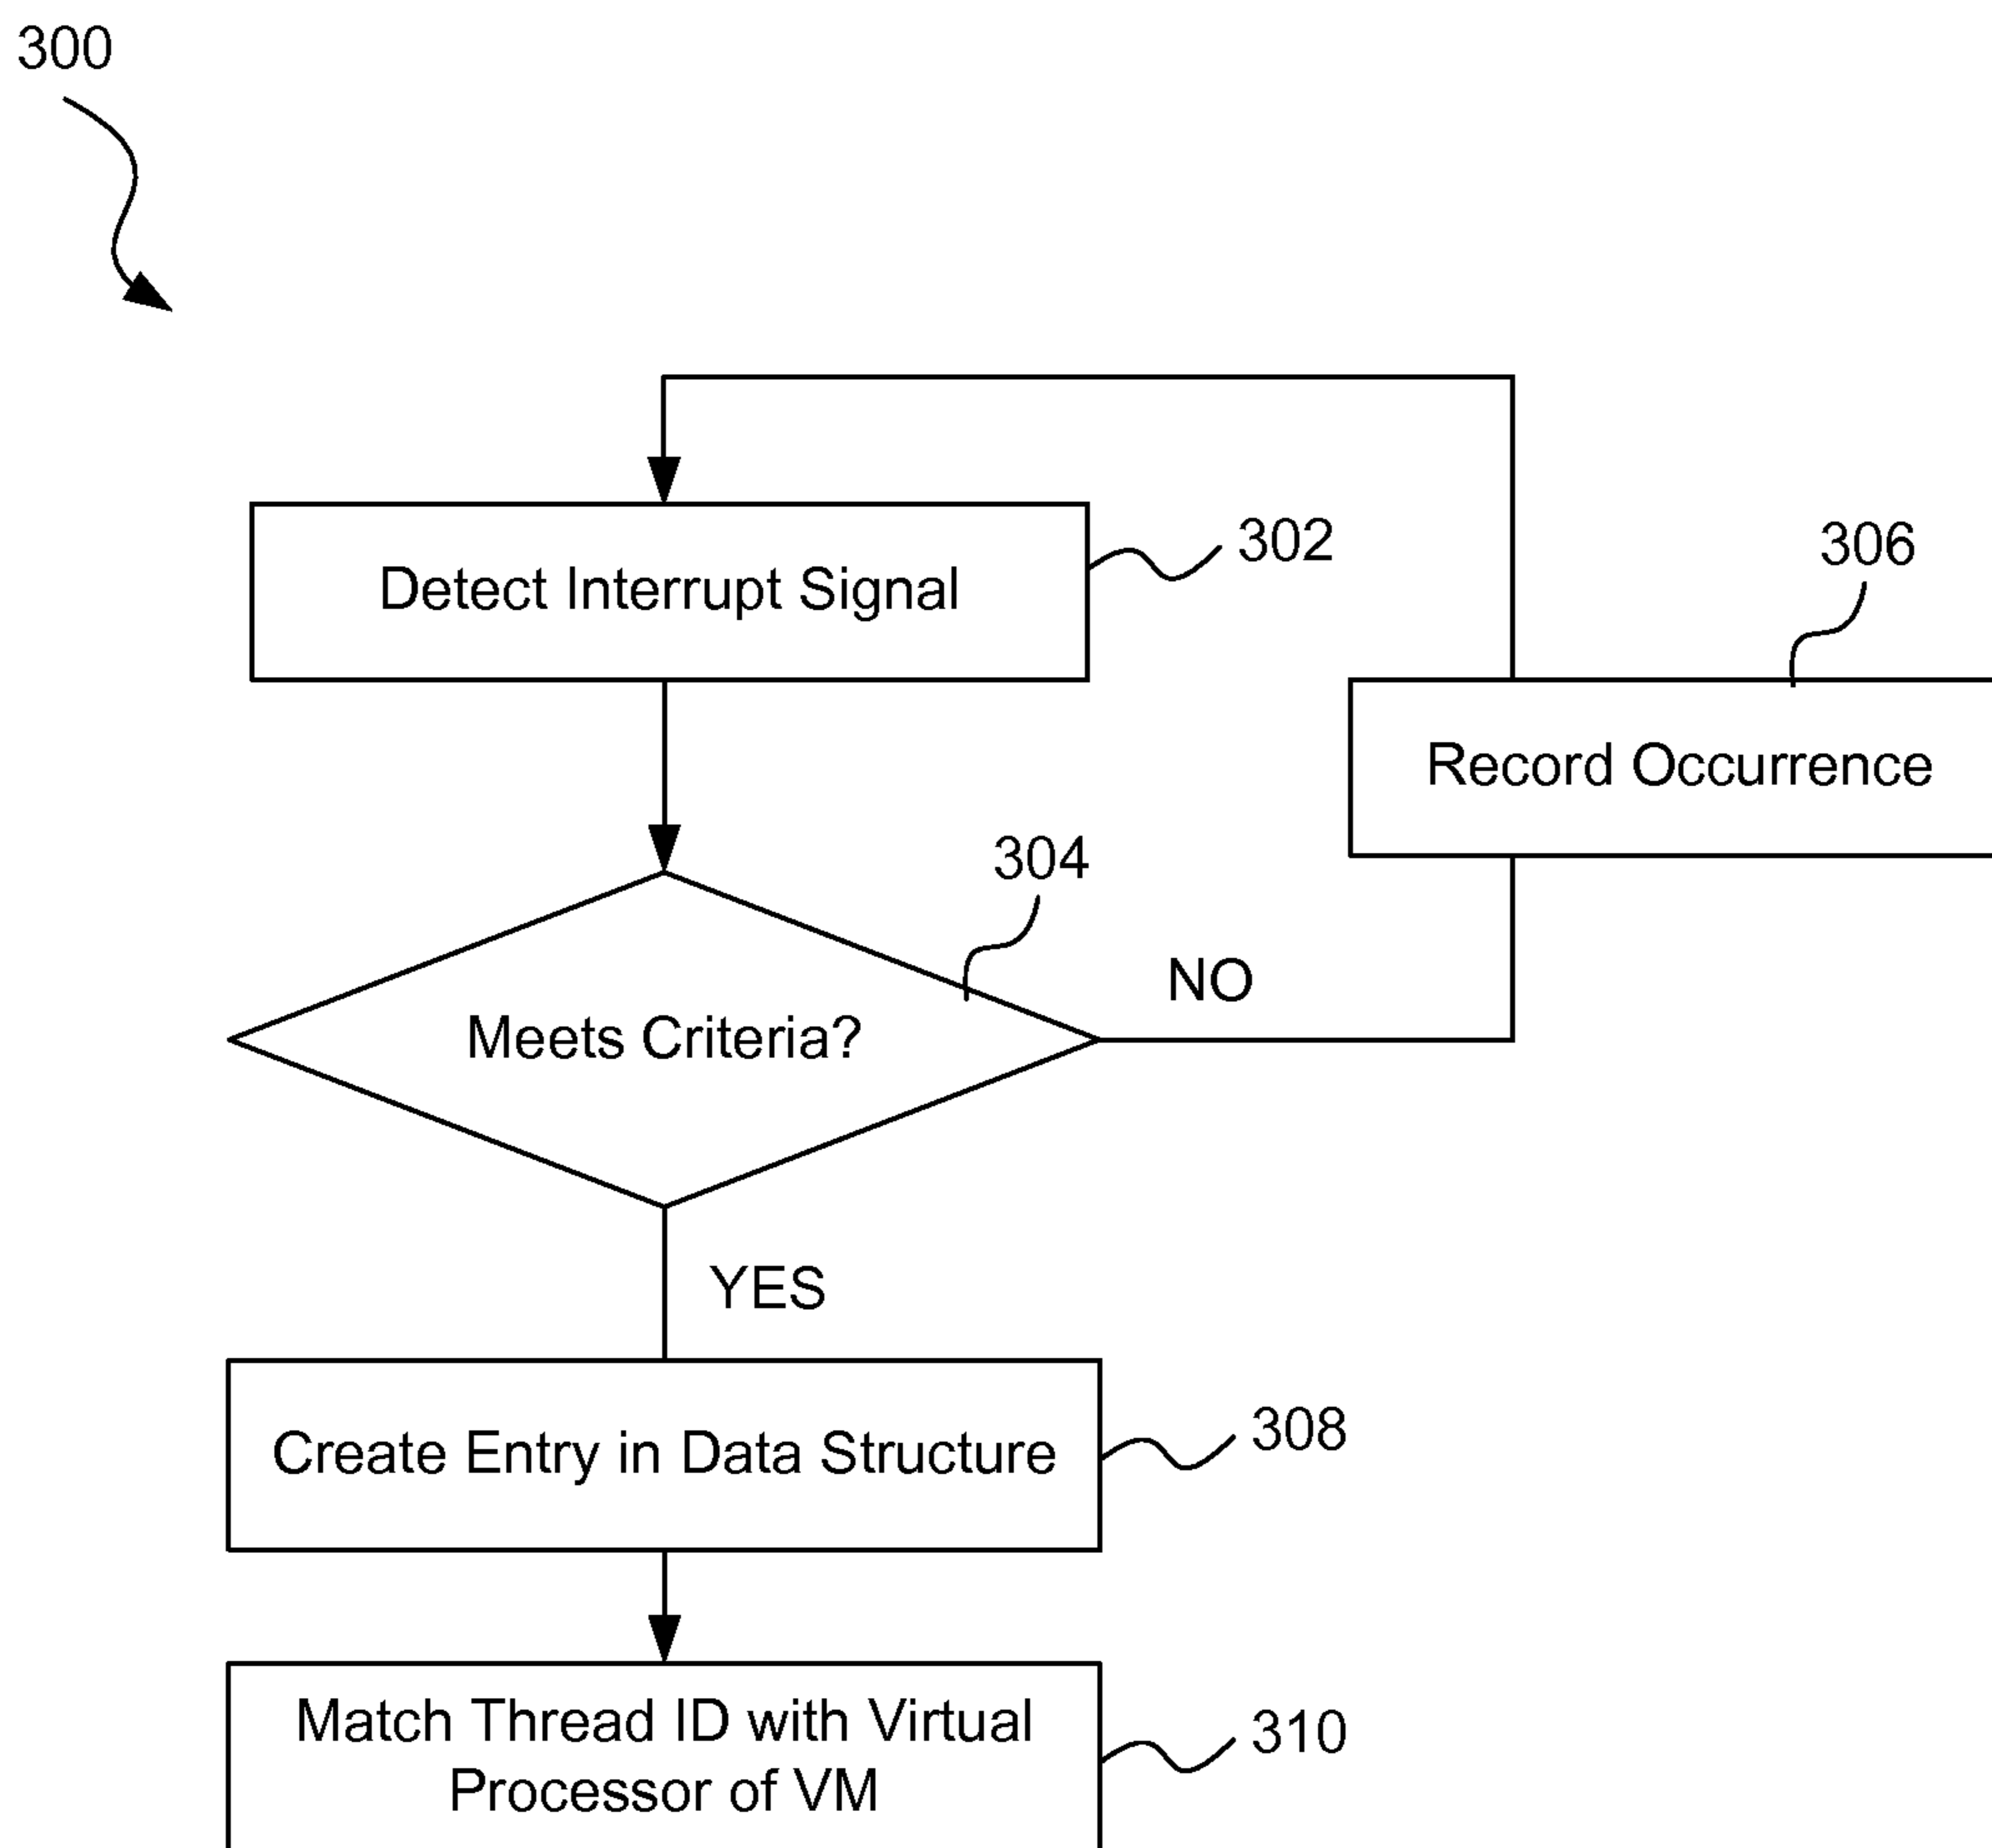 300
Detect Interrupt Signal
302
306
Record Occurrence
304
Meets Criteria?
NO
YES
Create Entry in Data Structure
308
Match Thread ID with Virtual
Processor of VM
310